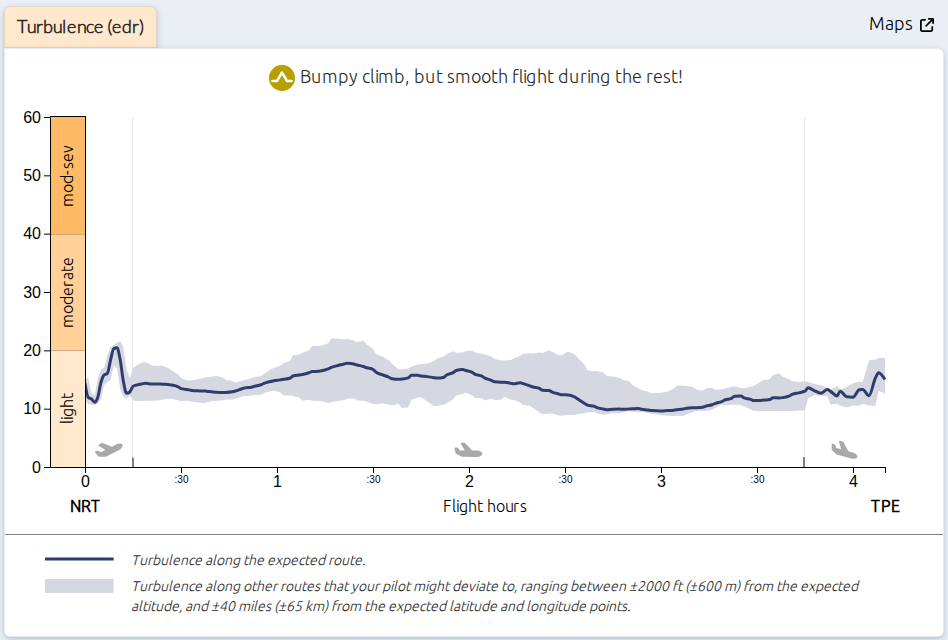 Turbulence (edr)
Maps
Bumpy climb, but smooth flight during the rest!
60
50
40
30
20
10
0
mod-sev
moderate
light
0 :30 1 :30 2 :30 3 :30 4
NRT Flight hours TPE
Turbulence along the expected route.
Turbulence along other routes that your pilot might deviate to, ranging between ±2000 ft (±600 m) from the expected
altitude, and ±40 miles (±65 km) from the expected latitude and longitude points.